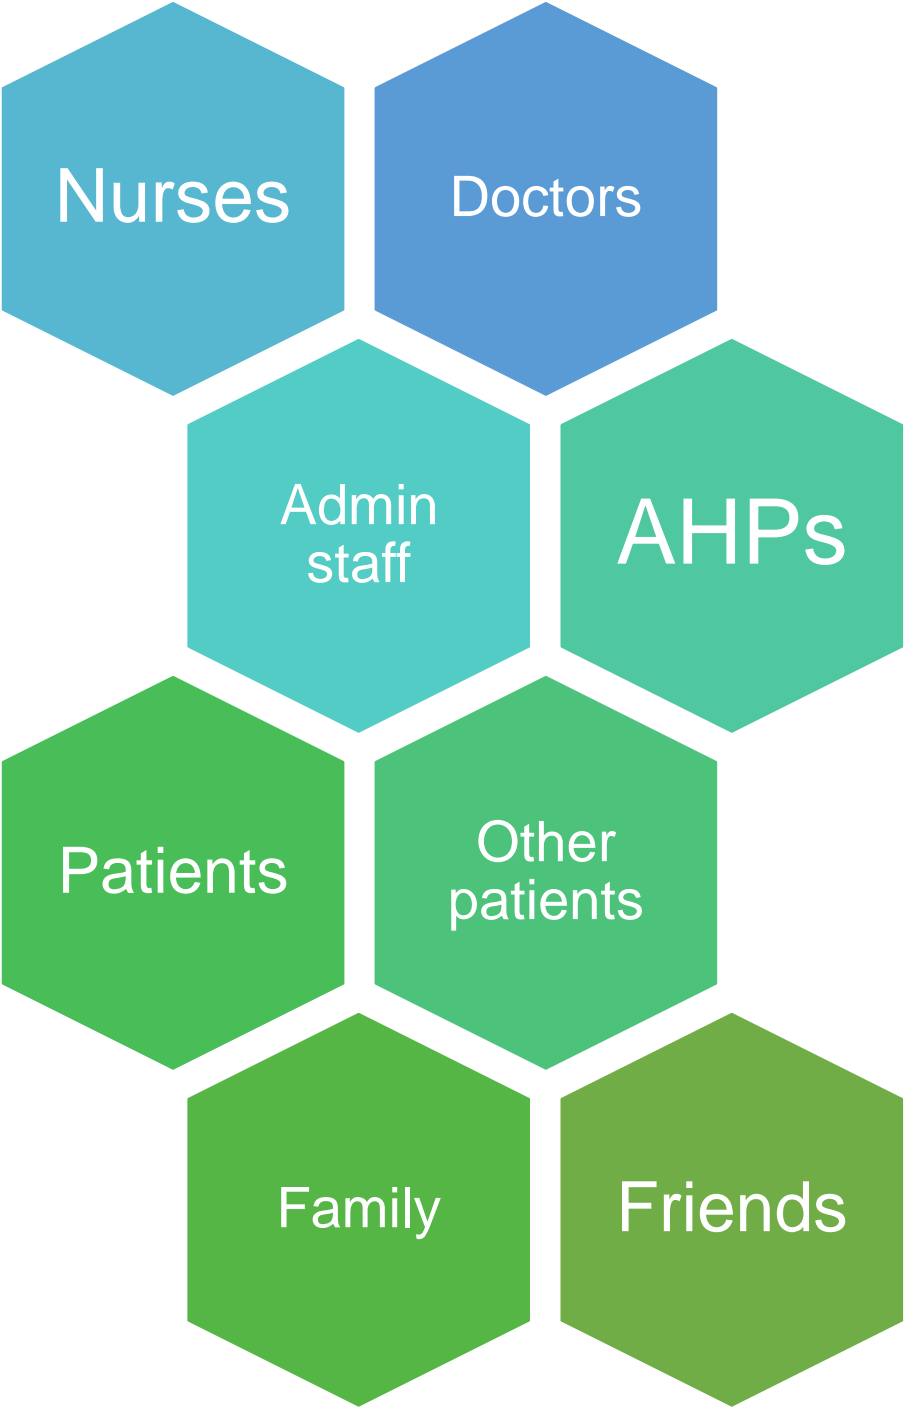 Nurses
Doctors
Admin
staff
AHPs
Patients
Other
patients
Family
Friends